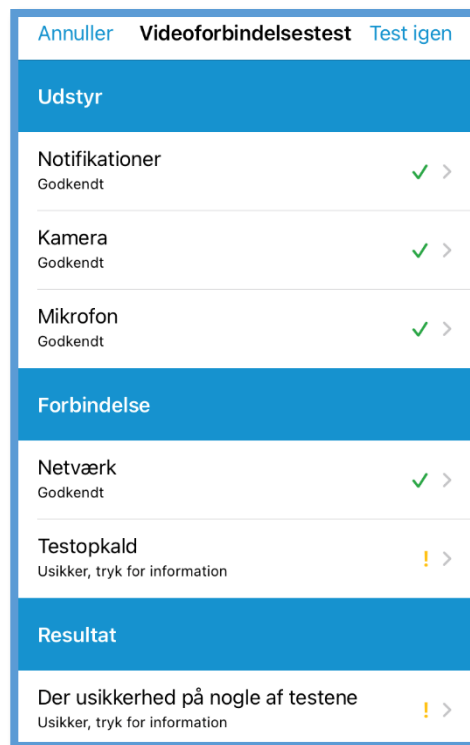 Annuller Videoforbindelsestest Test igen
Udstyr
Notifikationer
Godkendt
Kamera
Godkendt
Mikrofon
Godkendt
Forbindelse
Netværk
Godkendt
Testopkald
Usikker, tryk for information
Resultat
Der usikkerhed på nogle af testene
Usikker, tryk for information